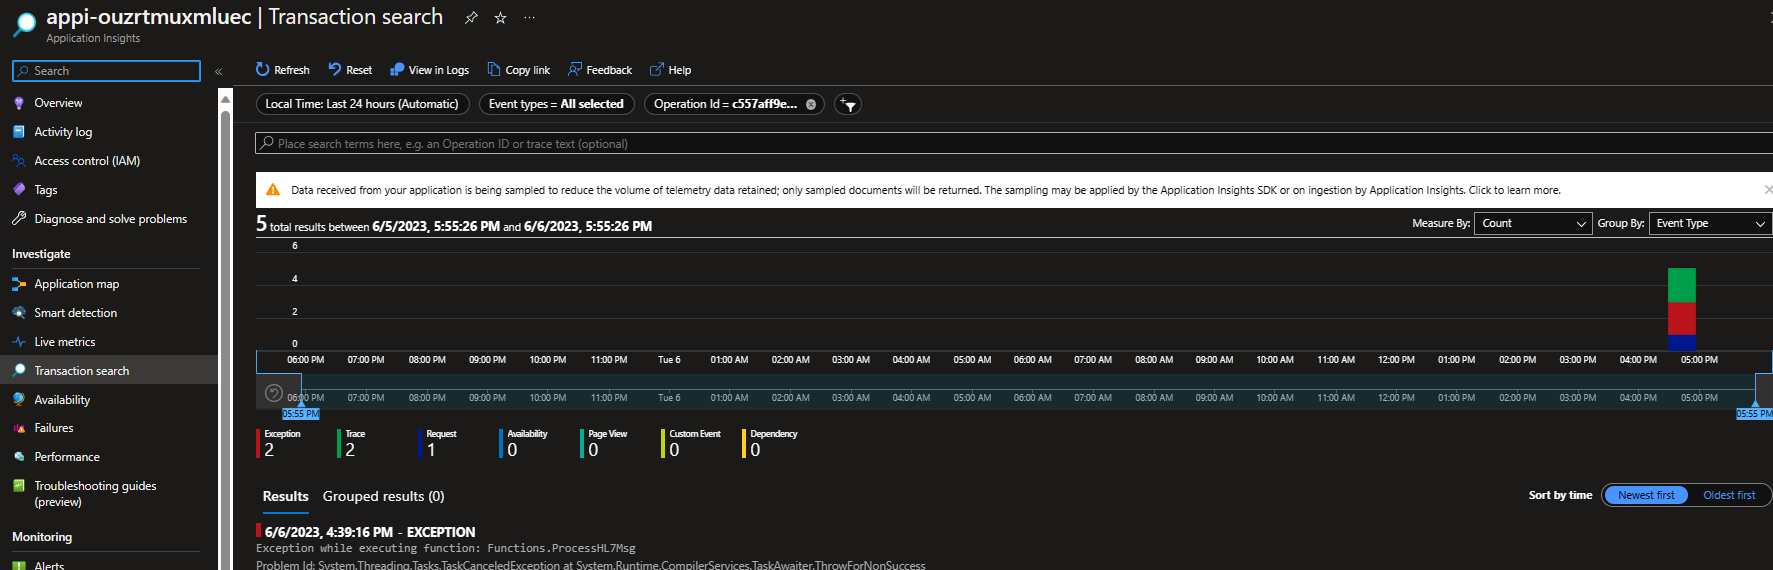 appi-ouzrtmuxmluec | Transaction search
Application Insights
Search
Overview
Activity log
Access control (IAM)
Tags
Diagnose and solve problems
Investigate
Application map
Smart detection
Live metrics
Transaction search
Availability
Failures
Performance
Troubleshooting guides
(preview)
Monitoring
Alerts
Refresh Reset View in Logs Copy link Feedback Help
Local Time: Last 24 hours (Automatic) Event types = All selected Operation Id = c557aff9e...
Place search terms here, e.g. an Operation ID or trace text (optional)
Data received from your application is being sampled to reduce the volume of telemetry data retained; only sampled documents will be returned. The sampling may be applied by the Application Insights SDK or on ingestion by Application Insights. Click to learn more.
5 total results between 6/5/2023, 5:55:26 PM and 6/6/2023, 5:55:26 PM
Measure By: Count Group By: Event Type
6
4
2
0
06:00 PM 07:00 PM 08:00 PM 09:00 PM 10:00 PM 11:00 PM Tue 6 01:00 AM 02:00 AM 03:00 AM 04:00 AM 05:00 AM 06:00 AM 07:00 AM 08:00 AM 09:00 AM 10:00 AM 11:00 AM 12:00 PM 01:00 PM 02:00 PM 03:00 PM 04:00 PM 05:00 PM
06:00 PM 07:00 PM 08:00 PM 09:00 PM 10:00 PM 11:00 PM Tue 6 01:00 AM 02:00 AM 03:00 AM 04:00 AM 05:00 AM 06:00 AM 07:00 AM 08:00 AM 09:00 AM 10:00 AM 11:00 AM 12:00 PM 01:00 PM 02:00 PM 03:00 PM 04:00 PM 05:00 PM
05:55 PM 05:55 PM
Exception Trace Request Availability Page View Custom Event Dependency
2 2 1 0 0 0 0
Results Grouped results (0)
Sort by time Newest first Oldest first
6/6/2023, 4:39:16 PM - EXCEPTION
Exception while executing function: Functions.ProcessHL7Msg
Problem Id: System.Threading.Tasks.TaskCanceledException at System.Runtime.CompilerServices.TaskAwaiter.ThrowForNonSuccess